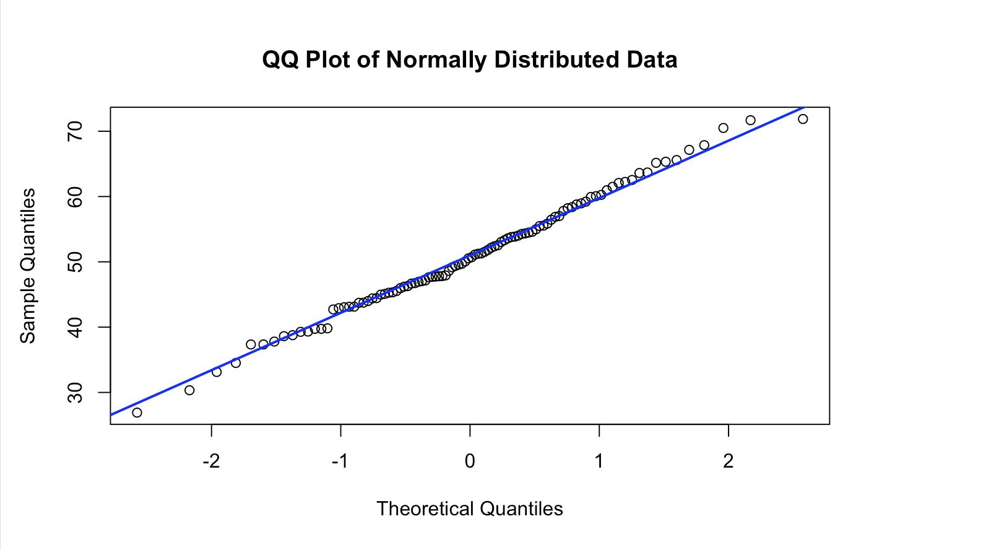 QQ Plot of Normally Distributed Data
Sample Quantiles
70
60
50
40
30
-2 -1 0 1 2
Theoretical Quantiles